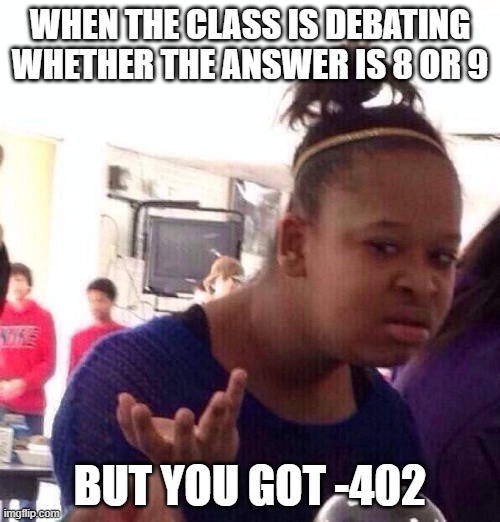 WHEN THE CLASS IS DEBATING
WHETHER THE ANSWER IS 8 OR 9
BUT YOU GOT -402
imgflip.com